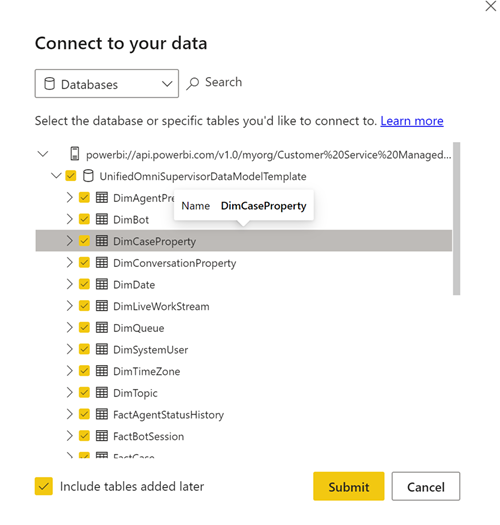 Connect to your data
Databases
Search
Select the database or specific tables you'd like to connect to. Learn more
powerbi://api.powerbi.com/v1.0/myorg/Customer%20Service%20Managed...
UnifiedOmniSupervisorDataModelTemplate
DimAgentPre
Name DimCaseProperty
DimBot
DimCaseProperty
DimConversationProperty
DimDate
DimLiveWorkStream
DimQueue
DimSystemUser
DimTimeZone
DimTopic
FactAgentStatusHistory
FactBotSession
FactCase
Include tables added later
Submit
Cancel